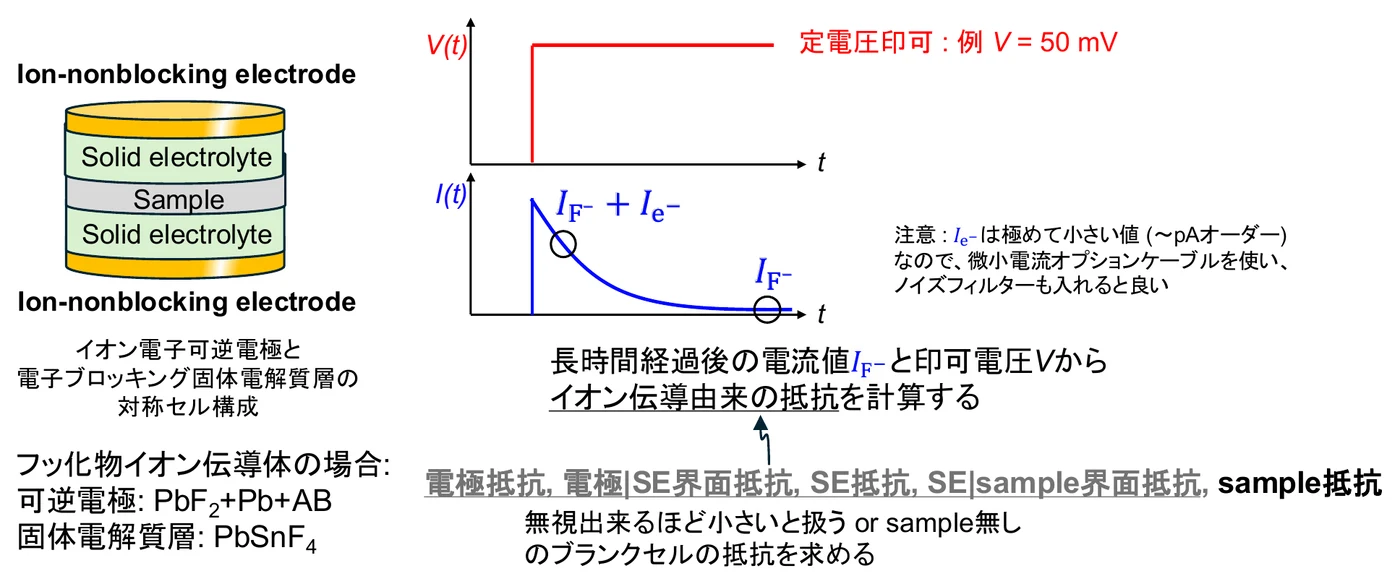 Ion-nonblocking electrode
Solid electrolyte
Sample
Solid electrolyte
Ion-nonblocking electrode
イオン電子可逆電極と
電子ブロッキング固体電解質層の
対称セル構成
フッ化物イオン伝導体の場合:
可逆電極: PbF₂+Pb+AB
固体電解質層: PbSnF₄
V(t)
定電圧印可 : 例 V = 50 mV
t
I(t)
I_F⁻ + I_e⁻
I_F⁻
t
注意 : I_e⁻は極めて小さい値 (～pAオーダー)
なので、微小電流オプションケーブルを使い、
ノイズフィルターも入れると良い
長時間経過後の電流値I_F⁻と印可電圧Vから
イオン伝導由来の抵抗を計算する
電極抵抗, 電極|SE界面抵抗, SE抵抗, SE|sample界面抵抗, sample抵抗
無視出来るほど小さいと扱う or sample無し
のブランクセルの抵抗を求める